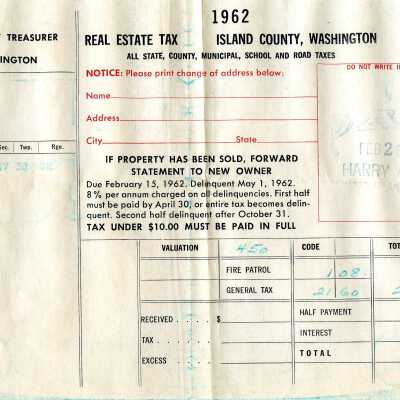 1962
TREASURER
REAL ESTATE TAX ISLAND COUNTY, WASHINGTON
ALL STATE, COUNTY, MUNICIPAL, SCHOOL AND ROAD TAXES
NOTICE: Please print change of address below:
DO NOT WRITE I
Name
Address
City State
Sec. Twp. Rge.
FEB 2
HARRY
IF PROPERTY HAS BEEN SOLD, FORWARD
STATEMENT TO NEW OWNER
Due February 15, 1962. Delinquent May 1, 1962.
8% per annum charged on all delinquencies. First half
must be paid by April 30, or entire tax becomes delin-
quent. Second half delinquent after October 31.
TAX UNDER $10.00 MUST BE PAID IN FULL
VALUATION 450 CODE TOT
FIRE PATROL 1 08
GENERAL TAX 21 60 2
RECEIVED . . . . $ HALF PAYMENT
TAX . . . . . INTEREST
EXCESS . . . TOTAL